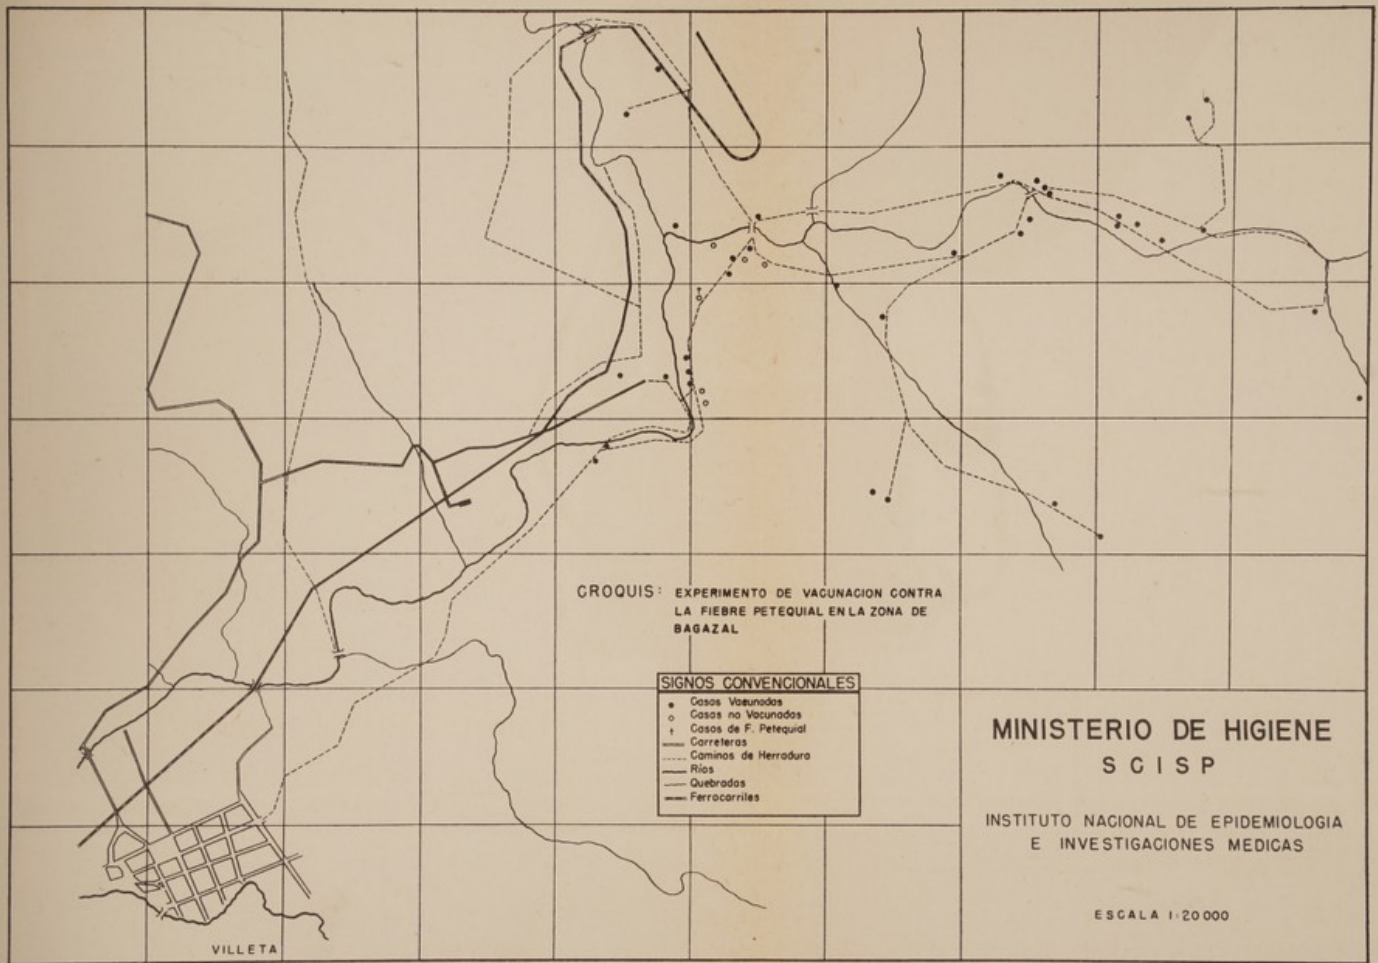 CROQUIS: EXPERIMENTO DE VACUNACION CONTRA
LA FIEBRE PETEQUIAL EN LA ZONA DE
BAGAZAL
SIGNOS CONVENCIONALES
Casas Vacunadas
Casas no Vacunadas
Casos de F. Petequial
Carreteras
Caminos de Herradura
Ríos
Quebradas
Ferrocarriles
MINISTERIO DE HIGIENE
SCISP
INSTITUTO NACIONAL DE EPIDEMIOLOGIA
E INVESTIGACIONES MEDICAS
ESCALA 1:20000
VILLETA